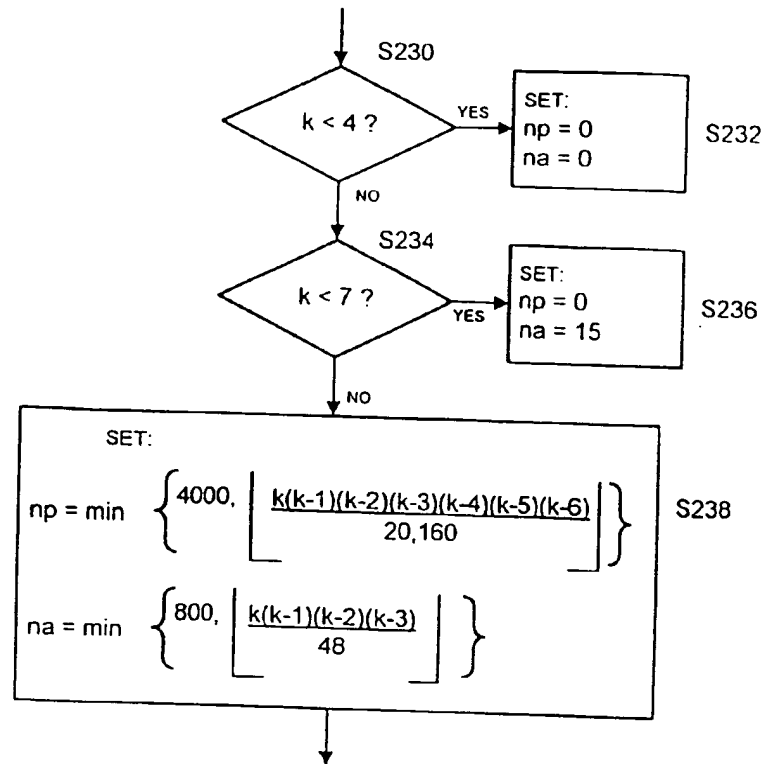 S230
k < 4 ?
YES
SET:
np = 0
na = 0
S232
NO
S234
k < 7 ?
YES
SET:
np = 0
na = 15
S236
NO
SET:
np = min { 4000, ⌊ k(k-1)(k-2)(k-3)(k-4)(k-5)(k-6) / 20,160 ⌋ }
S238
na = min { 800, ⌊ k(k-1)(k-2)(k-3) / 48 ⌋ }